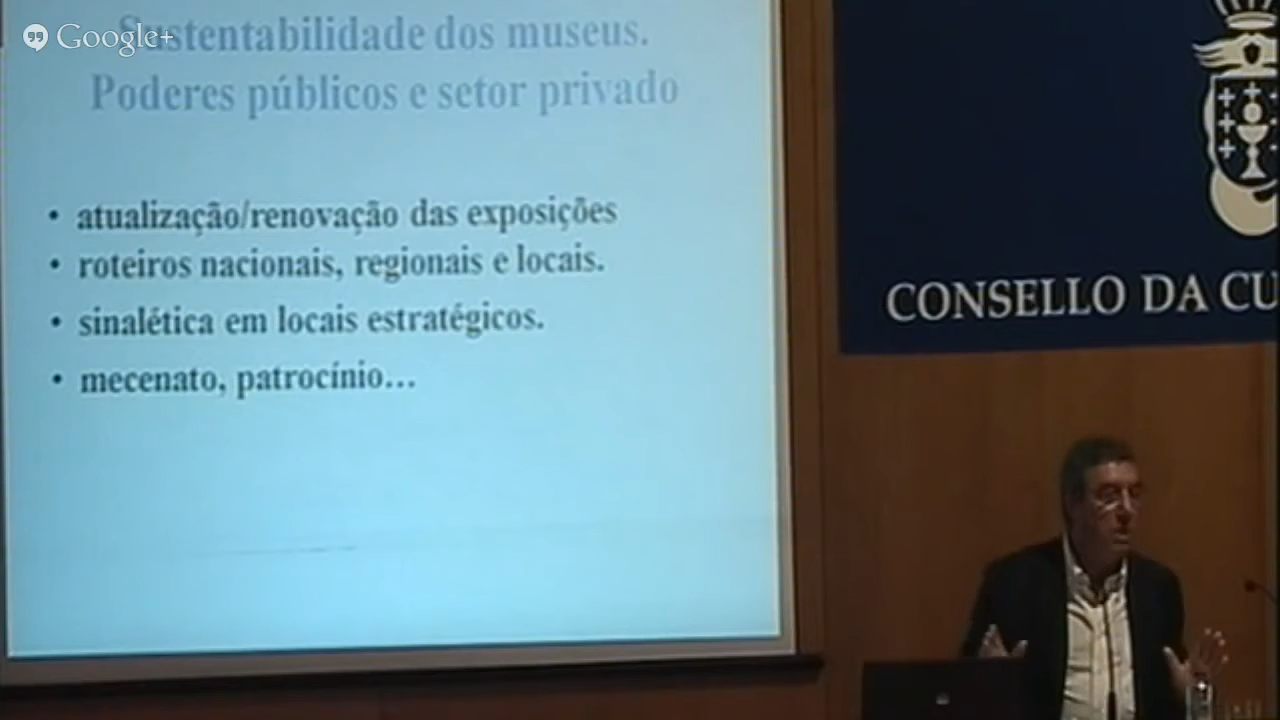 Google+
Sustentabilidade dos museus.
Poderes públicos e setor privado
• atualização/renovação das exposições
• roteiros nacionais, regionais e locais.
• sinalética em locais estratégicos.
• mecenato, patrocínio...
CONSELLO DA CU